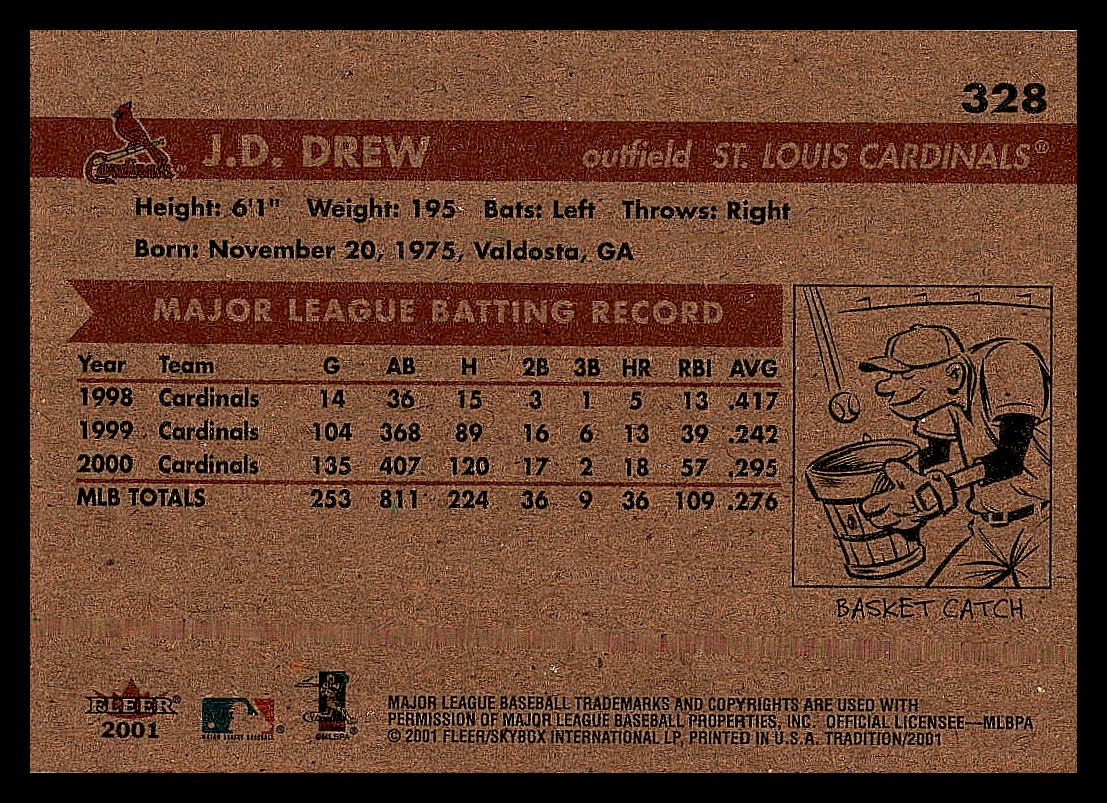 328
J.D. DREW outfield ST. LOUIS CARDINALS®
Height: 6'1" Weight: 195 Bats: Left Throws: Right
Born: November 20, 1975, Valdosta, GA
MAJOR LEAGUE BATTING RECORD
Year Team G AB H 2B 3B HR RBI AVG
1998 Cardinals 14 36 15 3 1 5 13 .417
1999 Cardinals 104 368 89 16 6 13 39 .242
2000 Cardinals 135 407 120 17 2 18 57 .295
MLB TOTALS 253 811 224 36 9 36 109 .276
BASKET CATCH
FLEER®
2001
©MLBPA
MAJOR LEAGUE BASEBALL TRADEMARKS AND COPYRIGHTS ARE USED WITH
PERMISSION OF MAJOR LEAGUE BASEBALL PROPERTIES, INC. OFFICIAL LICENSEE—MLBPA
© 2001 FLEER/SKYBOX INTERNATIONAL LP, PRINTED IN U.S.A. TRADITION/2001